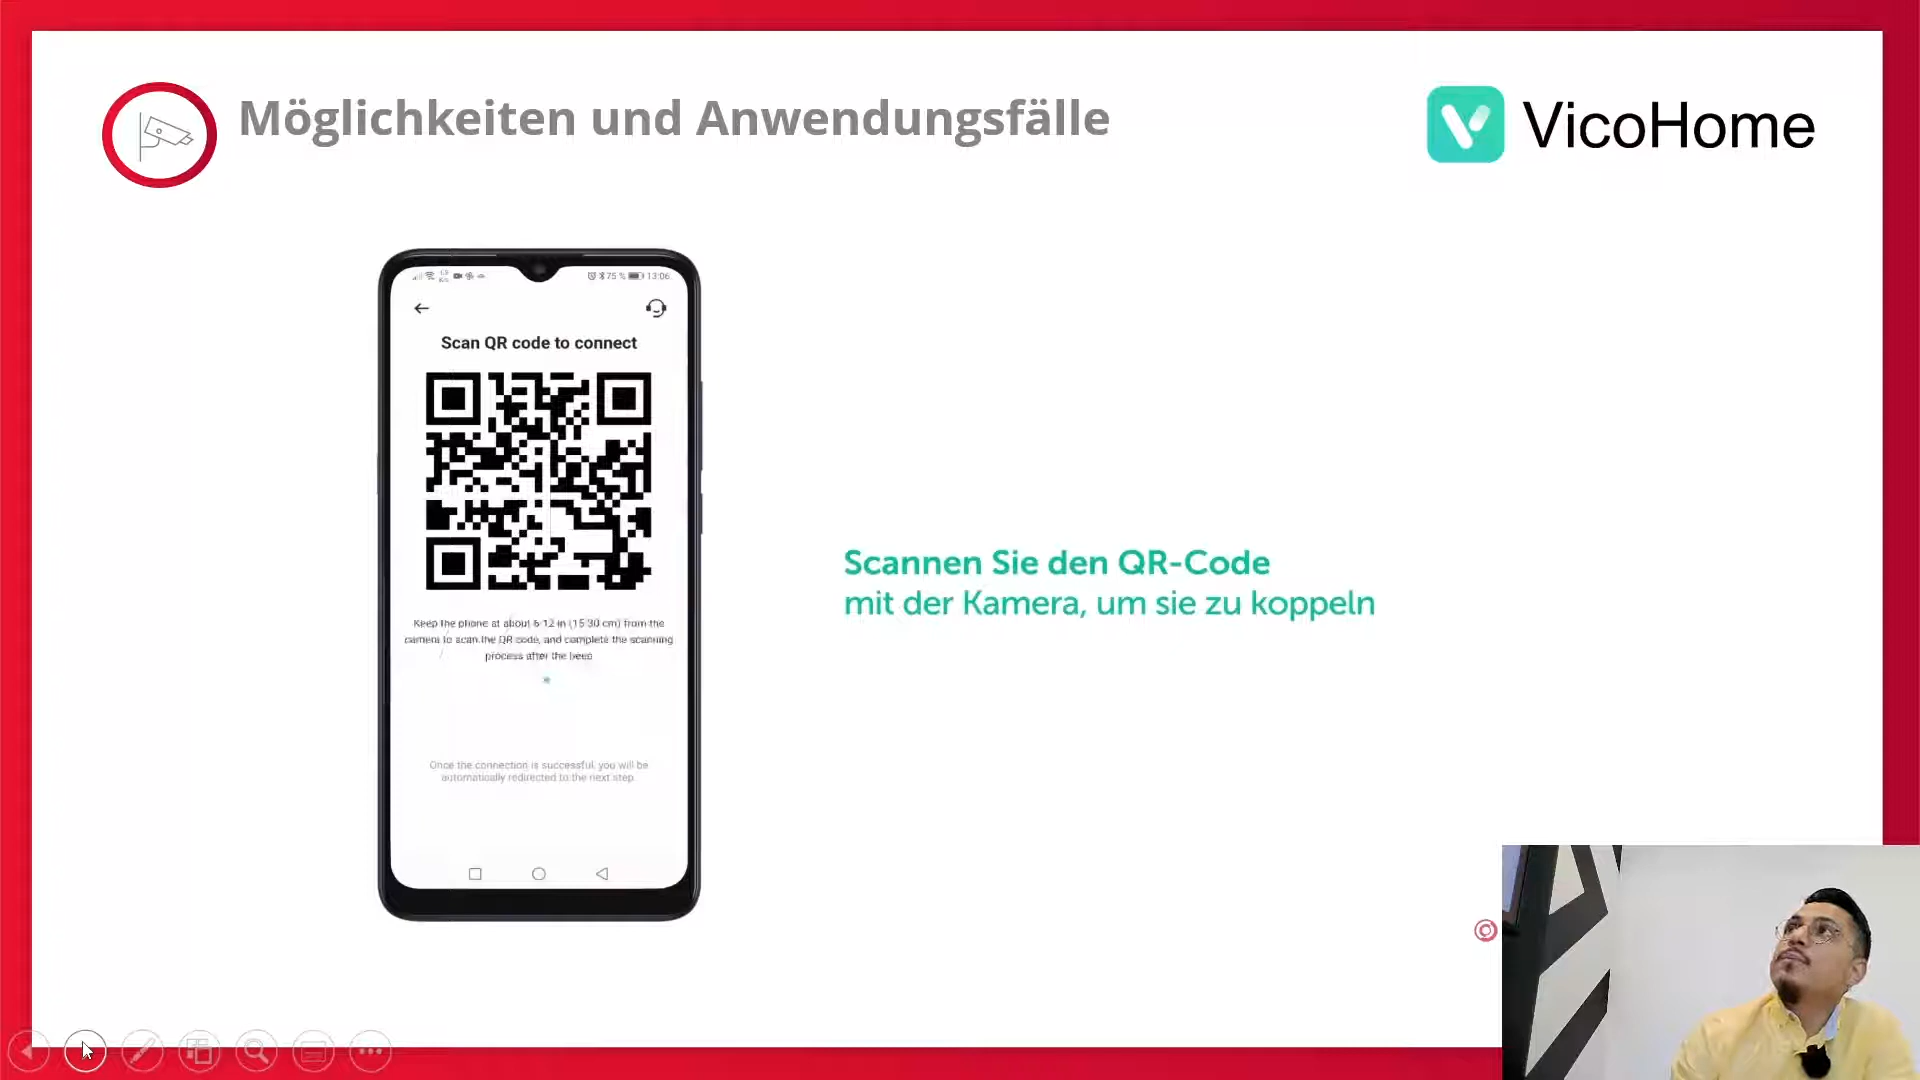 Möglichkeiten und Anwendungsfälle
VicoHome
75 % 13:06
Scan QR code to connect
Keep the phone at about 6-12 in (15-30 cm) from the
camera to scan the QR code, and complete the scanning
process after the beep
Once the connection is successful, you will be
automatically redirected to the next step
Scannen Sie den QR-Code
mit der Kamera, um sie zu koppeln